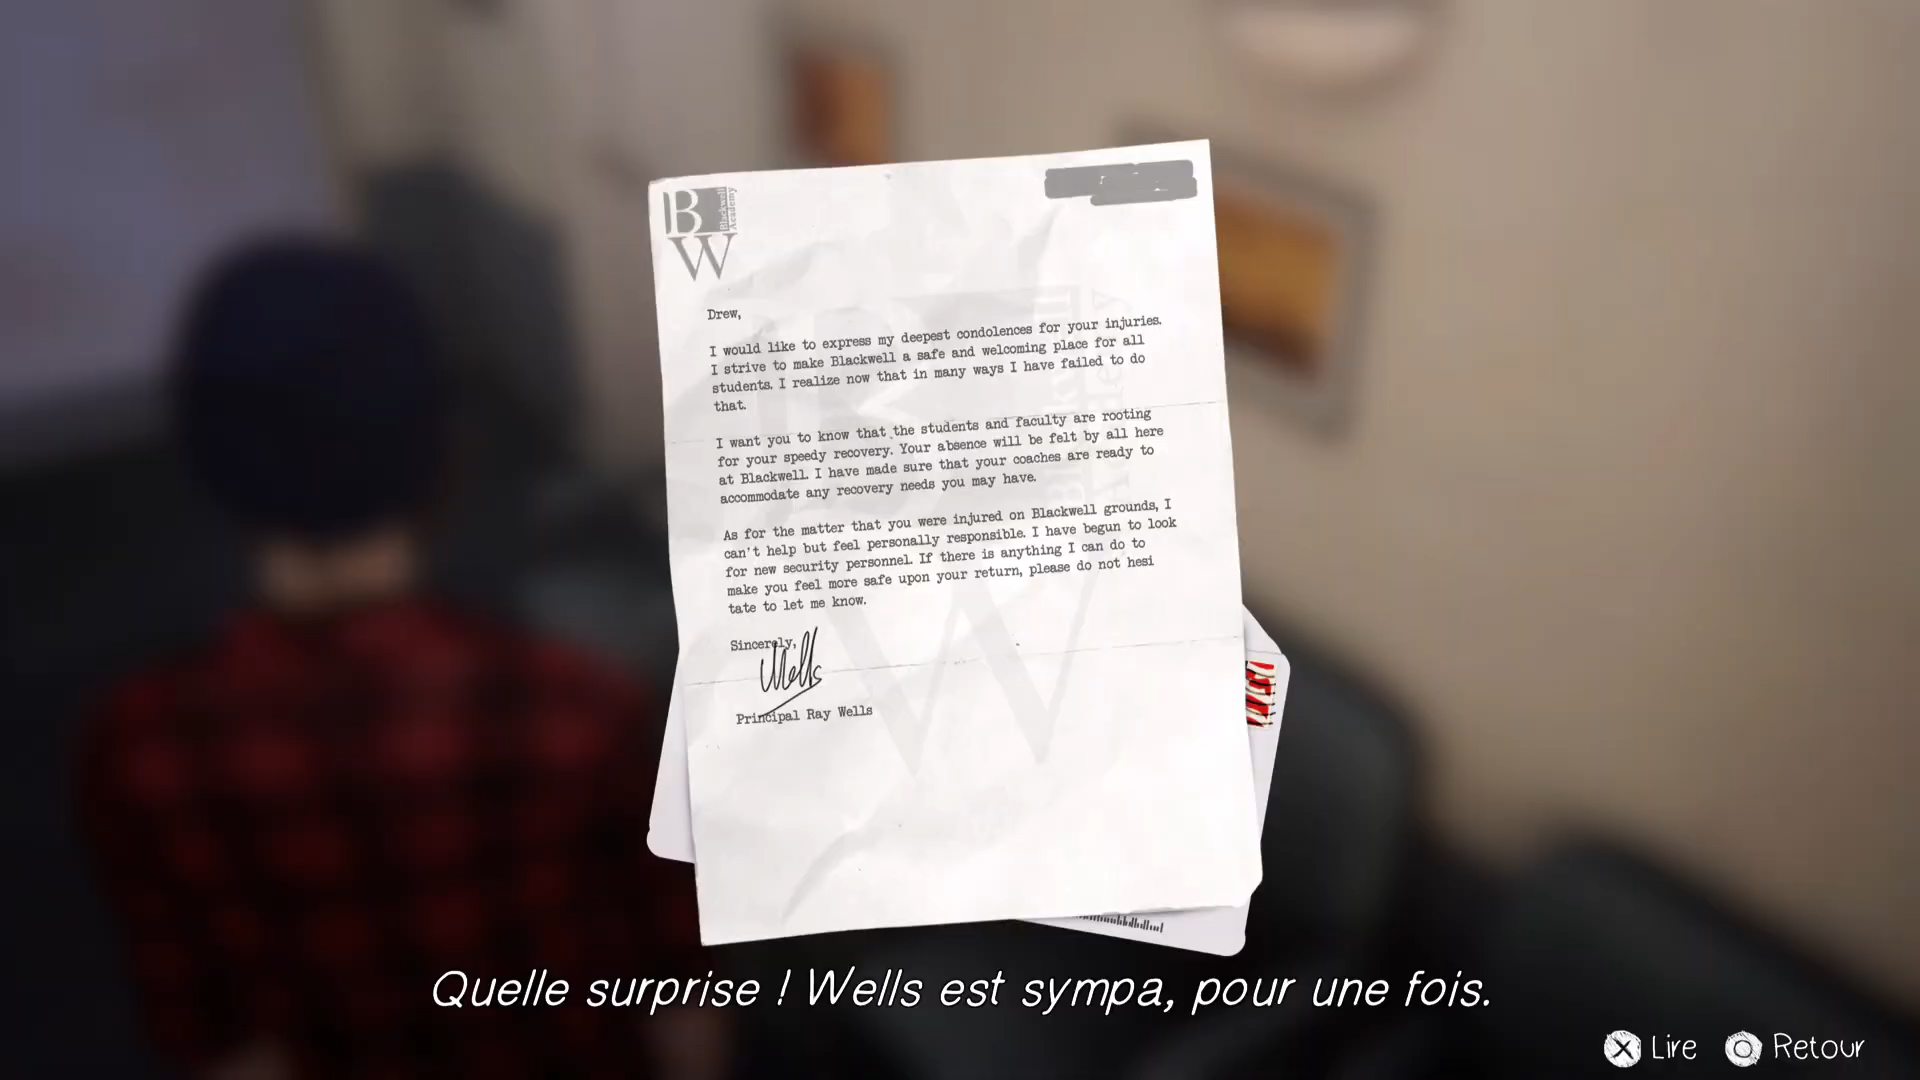 B
Blackwell
Academy
W
Drew,
I would like to express my deepest condolences for your injuries.
I strive to make Blackwell a safe and welcoming place for all
students. I realize now that in many ways I have failed to do
that.
I want you to know that the students and faculty are rooting
for your speedy recovery. Your absence will be felt by all here
at Blackwell. I have made sure that your coaches are ready to
accommodate any recovery needs you may have.
As for the matter that you were injured on Blackwell grounds, I
can't help but feel personally responsible. I have begun to look
for new security personnel. If there is anything I can do to
make you feel more safe upon your return, please do not hesi
tate to let me know.
Sincerely,
Wells
Principal Ray Wells
Quelle surprise ! Wells est sympa, pour une fois.
Lire
Retour